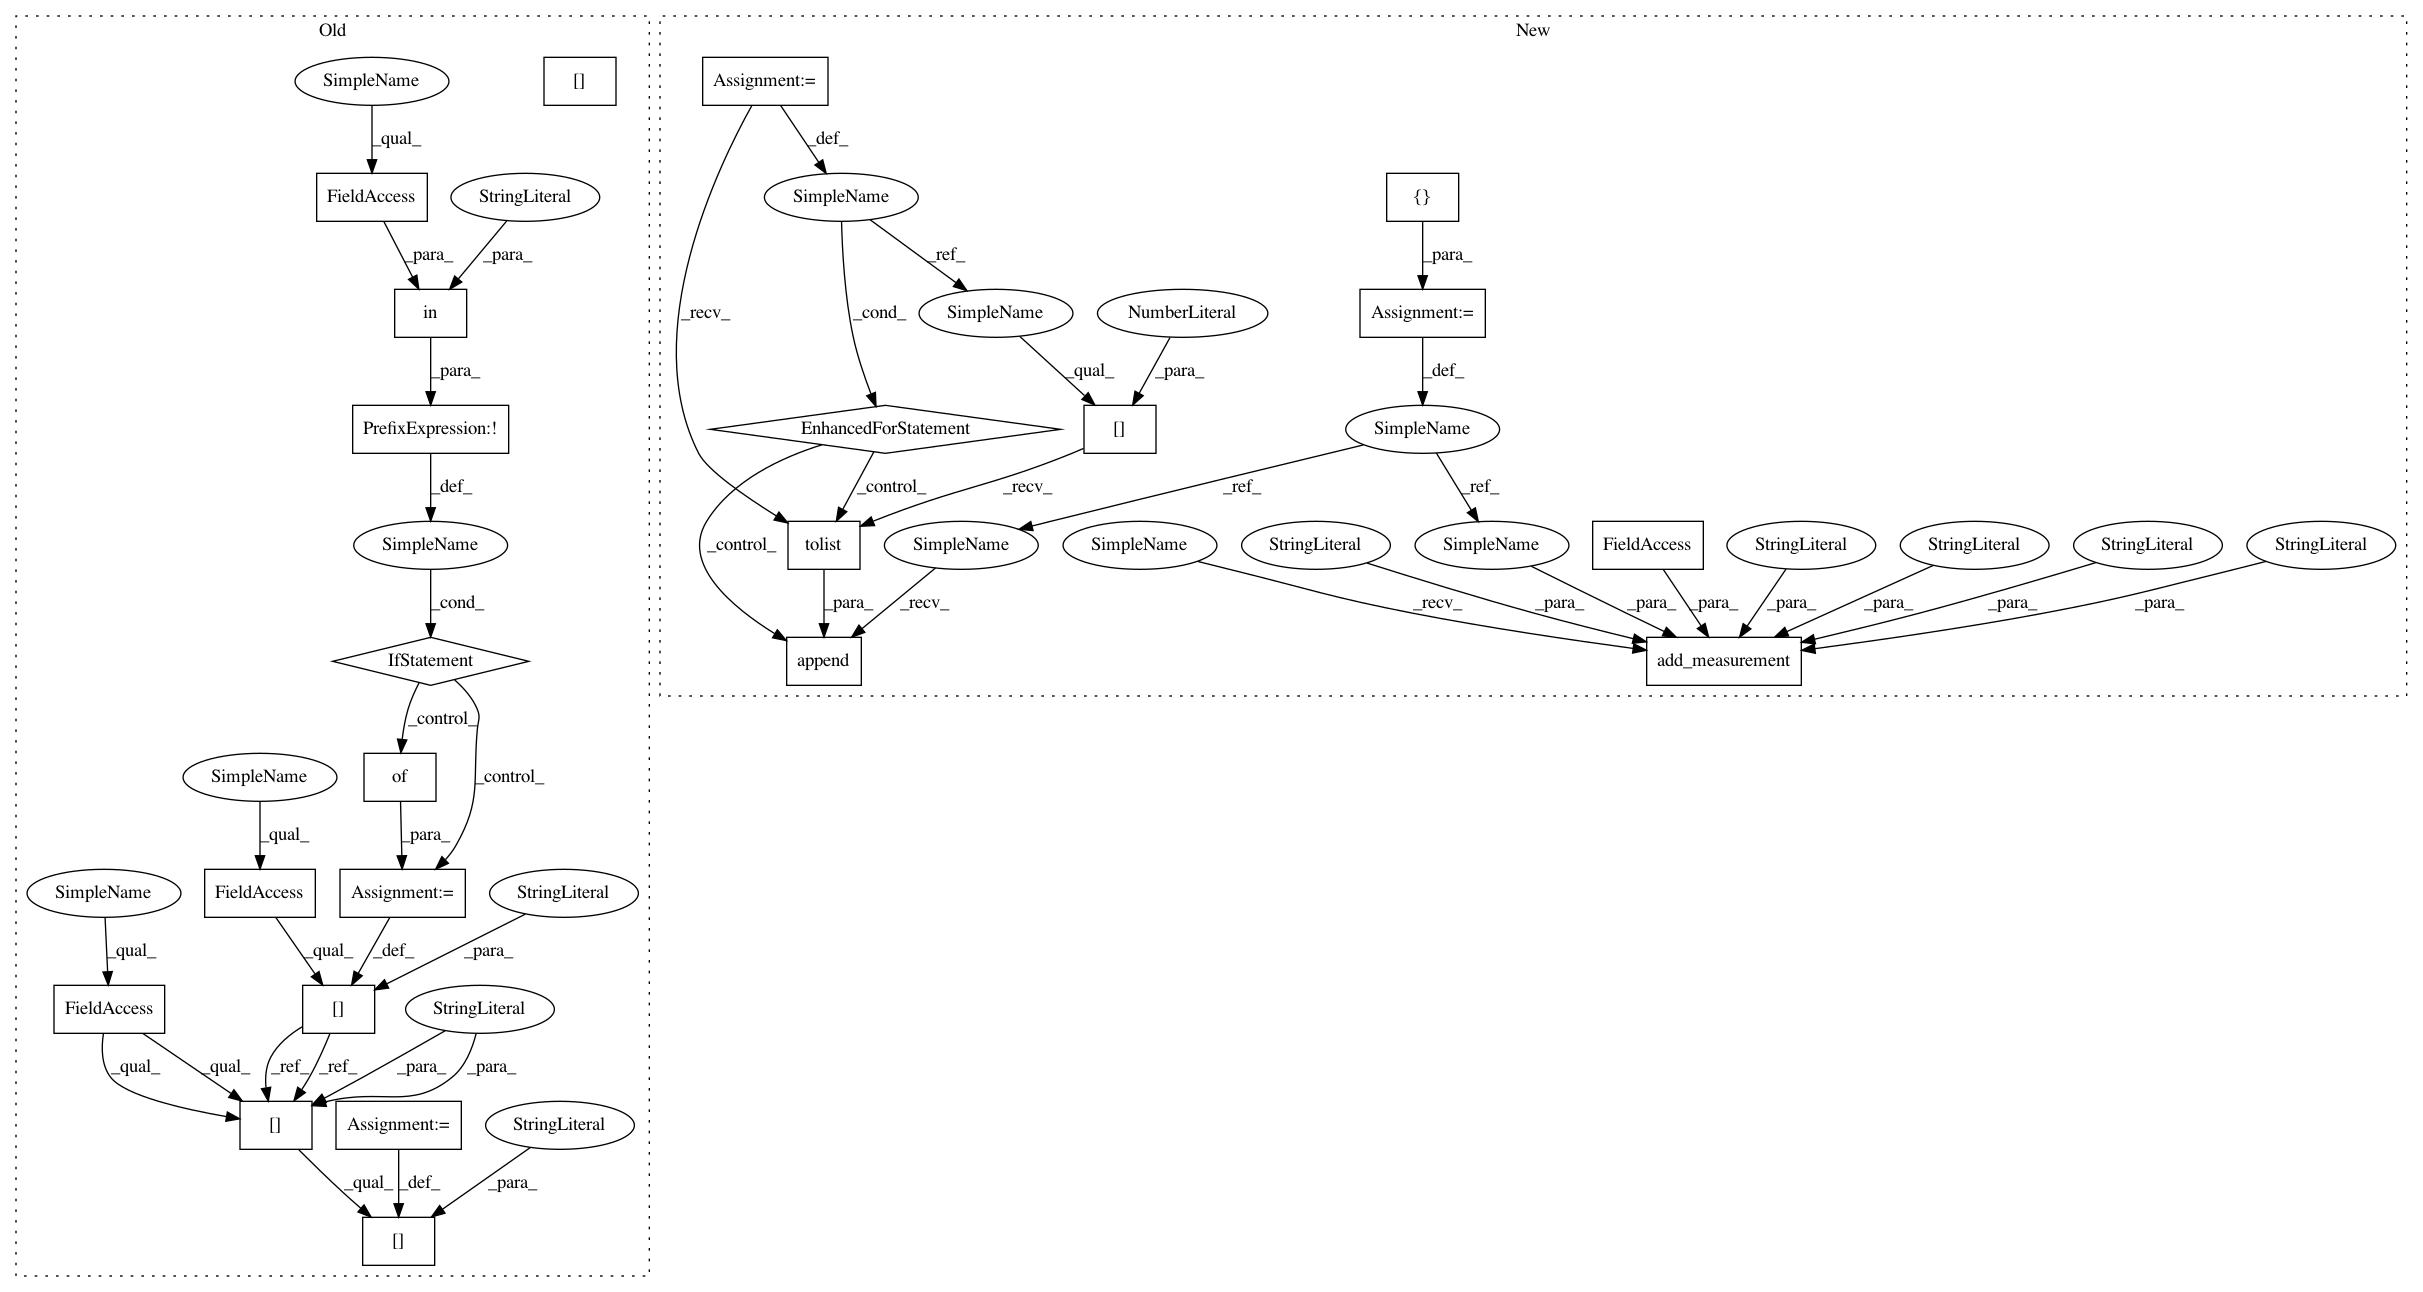 Old
New
SimpleName
[]
Assignment:=
_qual_
_def_
FieldAccess
StringLiteral
SimpleName
{}
_para_
_para_
_ref_
_para_
in
_recv_
_cond_
SimpleName
NumberLiteral
Assignment:=
_para_
_qual_
_para_
_def_
PrefixExpression:!
EnhancedForStatement
[]
SimpleName
_def_
_control_
_recv_
_ref_
_ref_
SimpleName
_control_
tolist
SimpleName
SimpleName
StringLiteral
SimpleName
FieldAccess
StringLiteral
StringLiteral
StringLiteral
StringLiteral
_cond_
_para_
_recv_
_recv_
_para_
_para_
_para_
_para_
_para_
_para_
_para_
IfStatement
append
add_measurement
_control_
SimpleName
of
_control_
_qual_
_para_
SimpleName
FieldAccess
Assignment:=
StringLiteral
_qual_
_qual_
_def_
_para_
FieldAccess
[]
StringLiteral
_qual_
_qual_
_ref_
_ref_
_para_
_para_
[]
Assignment:=
StringLiteral
_qual_
_def_
_para_
[]